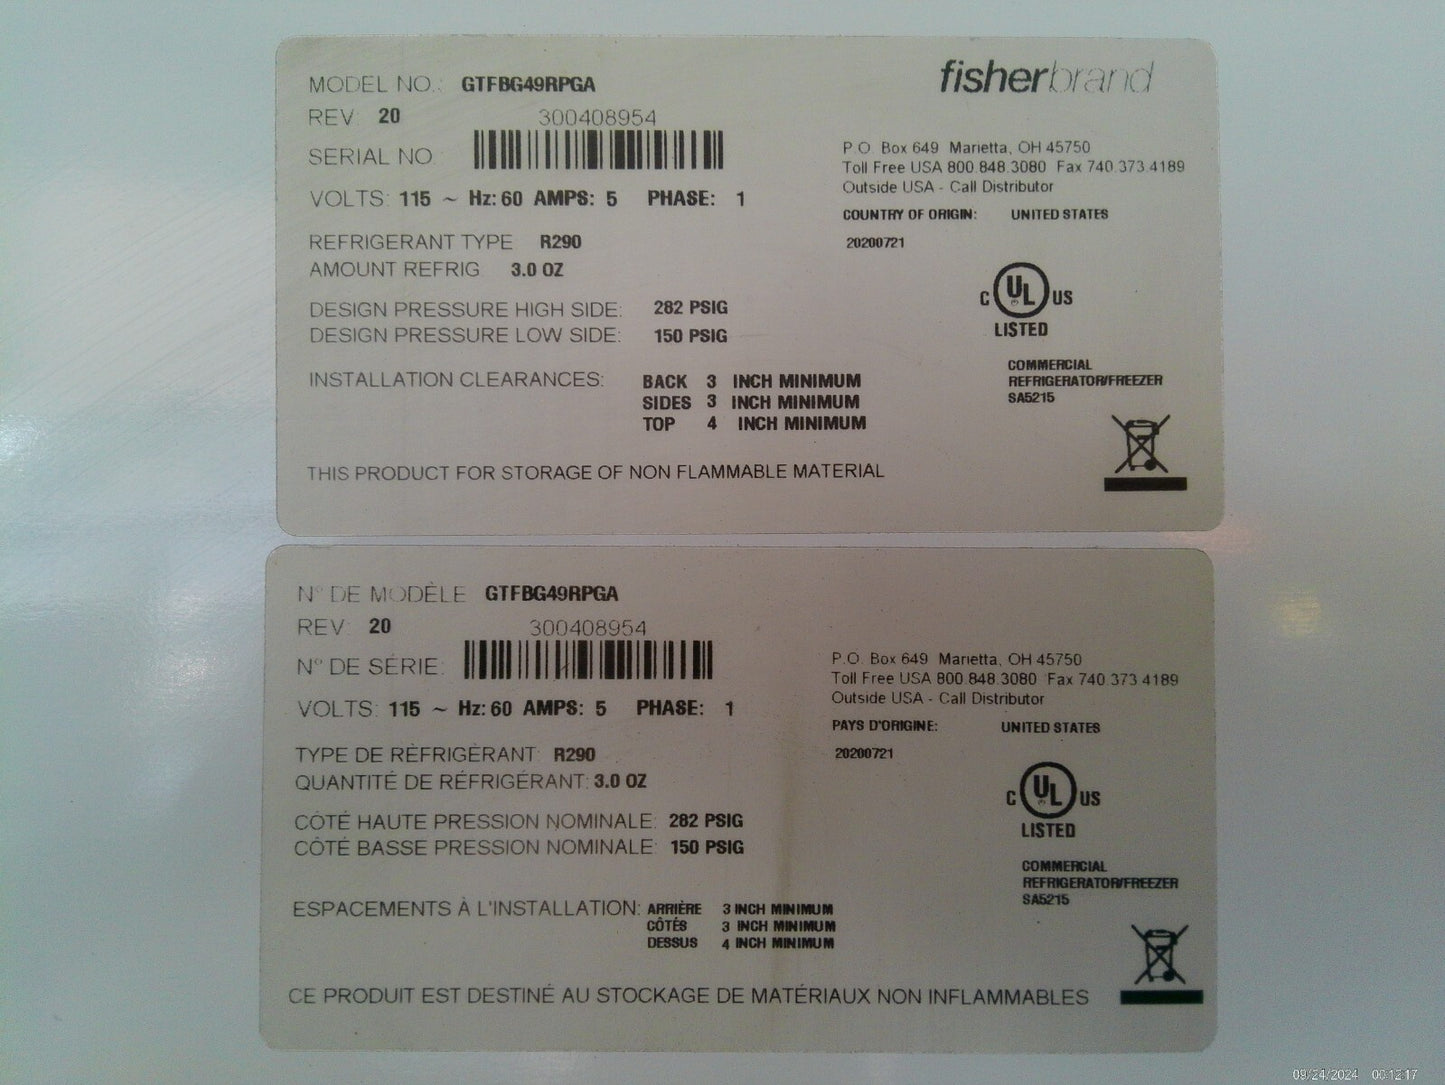 MODEL NO.: GTFBG49RPGA
REV 20
300408954
SERIAL NO.
VOLTS: 115 ~ Hz: 60 AMPS: 5 PHASE: 1
REFRIGERANT TYPE R290
AMOUNT REFRIG 3.0 OZ
DESIGN PRESSURE HIGH SIDE: 282 PSIG
DESIGN PRESSURE LOW SIDE: 150 PSIG
INSTALLATION CLEARANCES: BACK 3 INCH MINIMUM
SIDES 3 INCH MINIMUM
TOP 4 INCH MINIMUM
THIS PRODUCT FOR STORAGE OF NON FLAMMABLE MATERIAL
fisherbrand
P.O. Box 649 Marietta, OH 45750
Toll Free USA 800.848.3080 Fax 740.373.4189
Outside USA - Call Distributor
COUNTRY OF ORIGIN: UNITED STATES
20200721
C UL US
LISTED
COMMERCIAL
REFRIGERATOR/FREEZER
SA5215
N° DE MODÈLE GTFBG49RPGA
REV: 20
300408954
N° DE SÉRIE:
VOLTS: 115 ~ Hz: 60 AMPS: 5 PHASE: 1
TYPE DE RÈFRIGÈRANT: R290
QUANTITÉ DE RÉFRIGÉRANT: 3.0 OZ
CÔTÉ HAUTE PRESSION NOMINALE: 282 PSIG
CÔTÉ BASSE PRESSION NOMINALE: 150 PSIG
ESPACEMENTS À L'INSTALLATION: ARRIÈRE 3 INCH MINIMUM
CÔTÉS 3 INCH MINIMUM
DESSUS 4 INCH MINIMUM
CE PRODUIT EST DESTINÉ AU STOCKAGE DE MATÉRIAUX NON INFLAMMABLES
P.O. Box 649 Marietta, OH 45750
Toll Free USA 800.848.3080 Fax 740.373.4189
Outside USA - Call Distributor
PAYS D'ORIGINE: UNITED STATES
20200721
C UL US
LISTED
COMMERCIAL
REFRIGERATOR/FREEZER
SA5215
09/24/2024 00:12:17